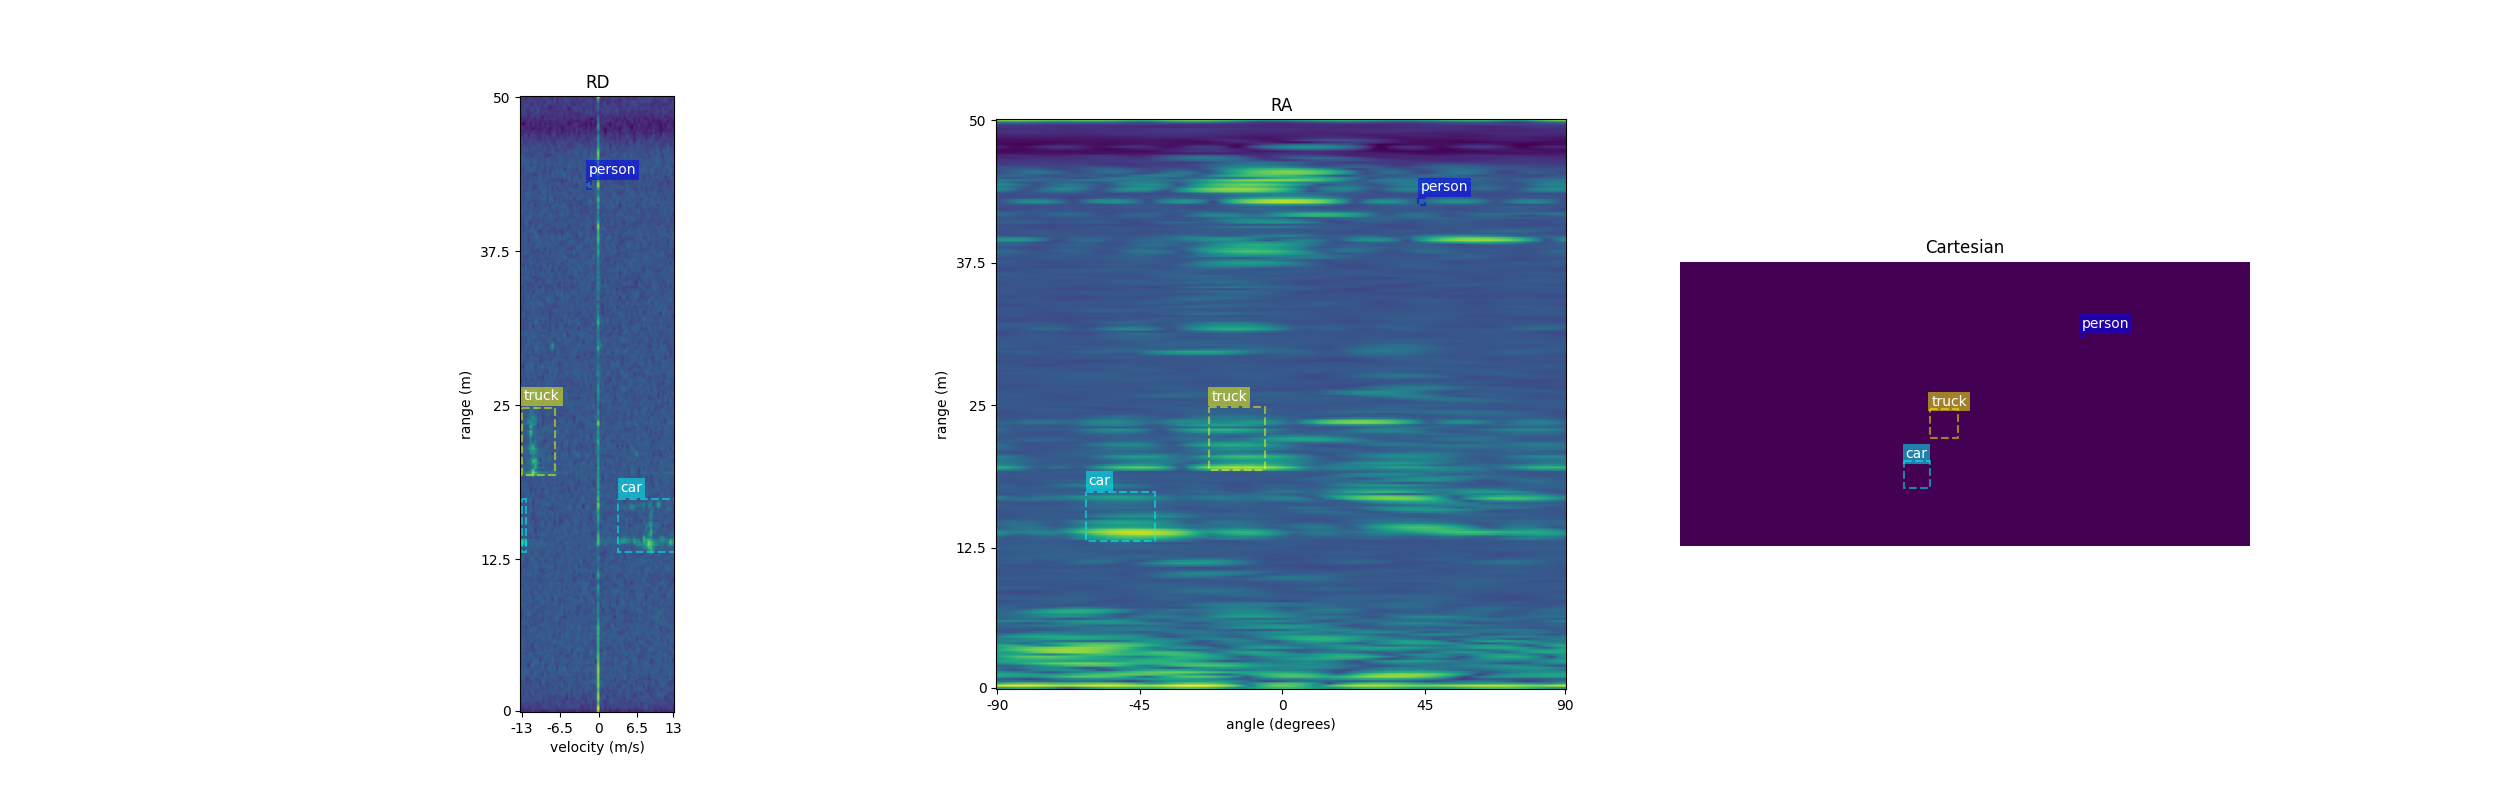 RD
50
37.5
25
12.5
0
range (m)
-13
-6.5
0
6.5
13
velocity (m/s)
person
truck
car
RA
50
37.5
25
12.5
0
range (m)
-90
-45
0
45
90
angle (degrees)
person
truck
car
Cartesian
person
truck
car